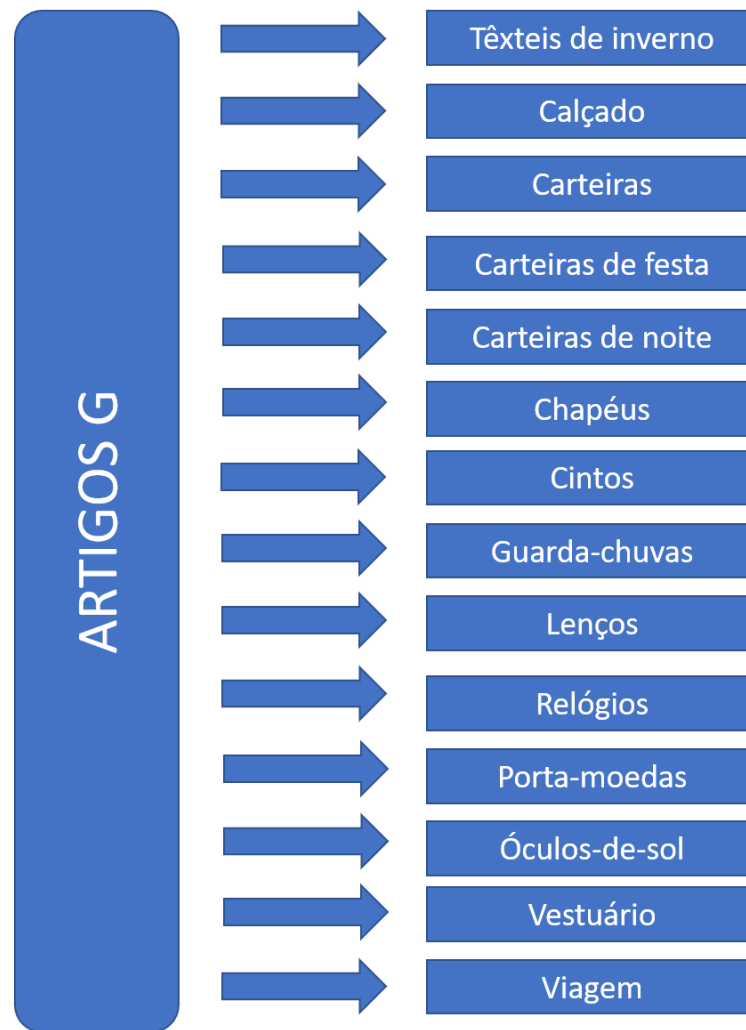 ARTIGOS G
Têxteis de inverno
Calçado
Carteiras
Carteiras de festa
Carteiras de noite
Chapéus
Cintos
Guarda-chuvas
Lenços
Relógios
Porta-moedas
Óculos-de-sol
Vestuário
Viagem